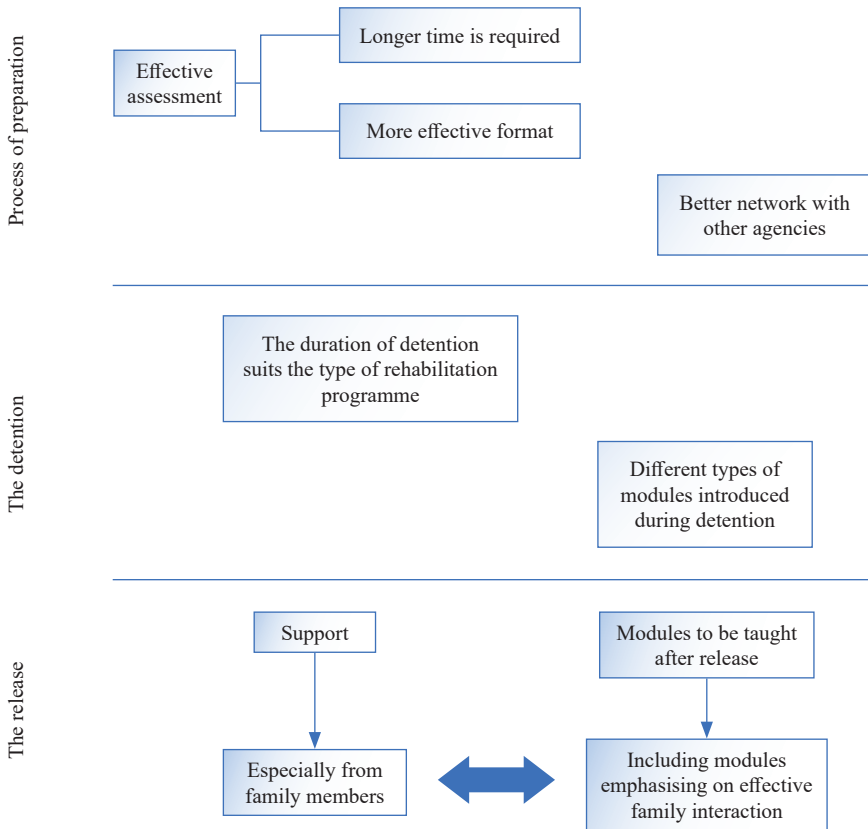 Process of preparation
Effective
assessment
Longer time is required
More effective format
Better network with
other agencies
The detention
The duration of detention
suits the type of rehabilitation
programme
Different types of
modules introduced
during detention
The release
Support
Especially from
family members
Modules to be taught
after release
Including modules
emphasising on effective
family interaction